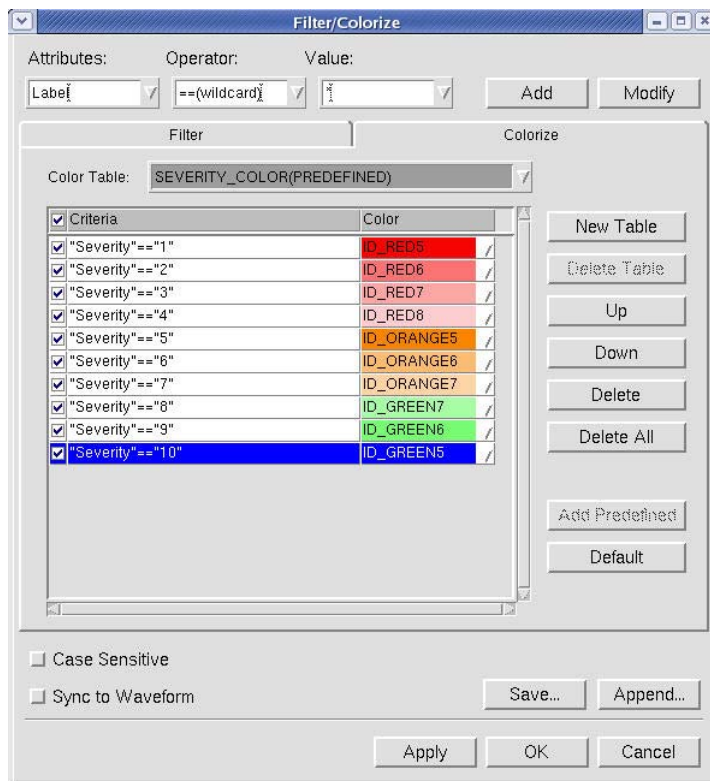 Filter/Colorize
Attributes: Operator: Value:
Label ==(wildcard) * Add Modify
Filter Colorize
Color Table: SEVERITY_COLOR(PREDEFINED)
Criteria Color
"Severity"=="1" ID_RED5
"Severity"=="2" ID_RED6
"Severity"=="3" ID_RED7
"Severity"=="4" ID_RED8
"Severity"=="5" ID_ORANGE5
"Severity"=="6" ID_ORANGE6
"Severity"=="7" ID_ORANGE7
"Severity"=="8" ID_GREEN7
"Severity"=="9" ID_GREEN6
"Severity"=="10" ID_GREEN5
New Table
Delete Table
Up
Down
Delete
Delete All
Add Predefined
Default
Case Sensitive
Sync to Waveform Save... Append...
Apply OK Cancel